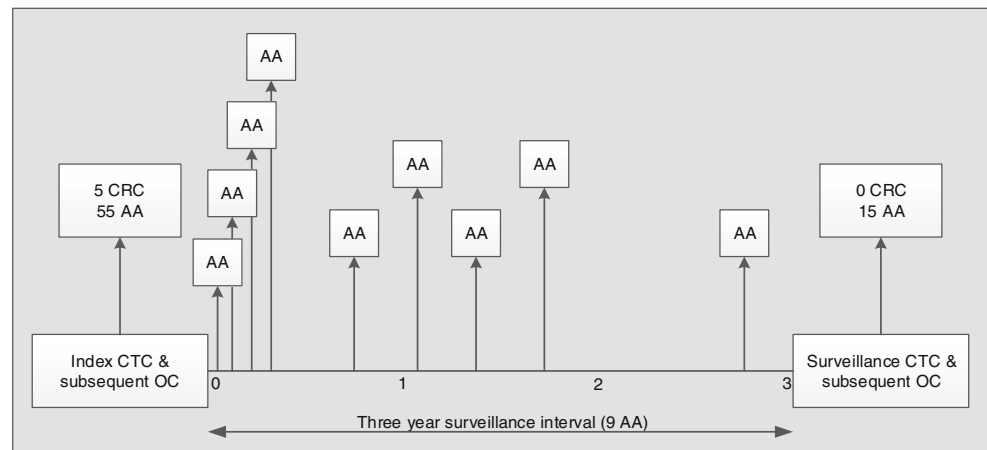 AA
AA
AA
AA
AA
AA
AA
AA
AA
5 CRC
55 AA
0 CRC
15 AA
Index CTC &
subsequent OC
Surveillance CTC &
subsequent OC
0
1
2
3
Three year surveillance interval (9 AA)